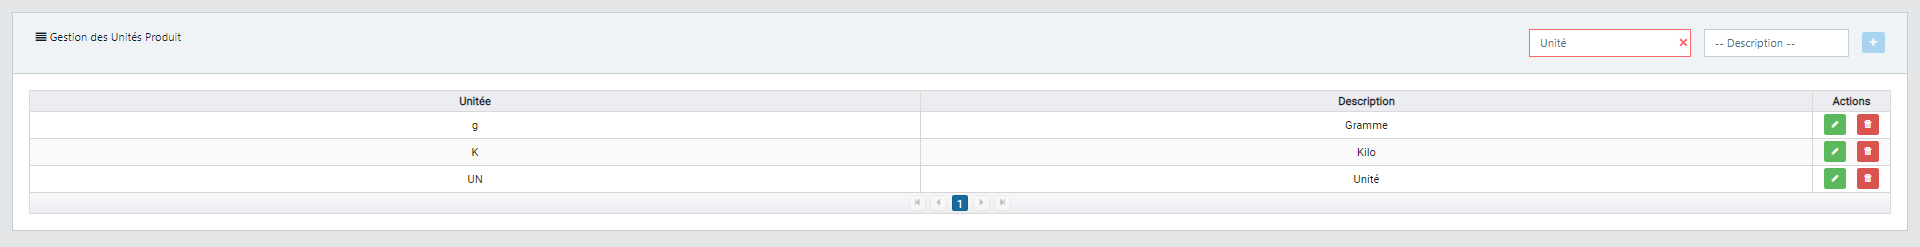 Gestion des Unités Produit
Unité
-- Description --
Unitée Description Actions
g Gramme
K Kilo
UN Unité
1